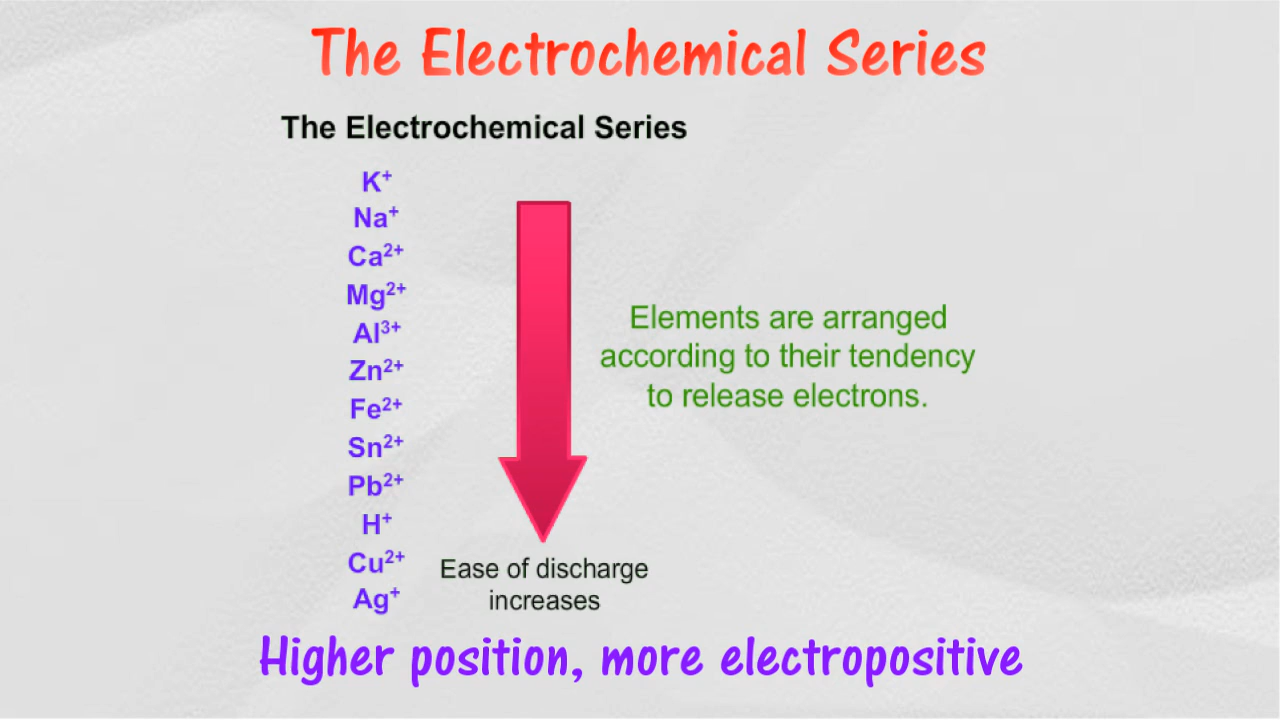 The Electrochemical Series
The Electrochemical Series
K⁺
Na⁺
Ca²⁺
Mg²⁺
Al³⁺
Zn²⁺
Fe²⁺
Sn²⁺
Pb²⁺
H⁺
Cu²⁺
Ag⁺
Elements are arranged
according to their tendency
to release electrons.
Ease of discharge
increases
Higher position, more electropositive